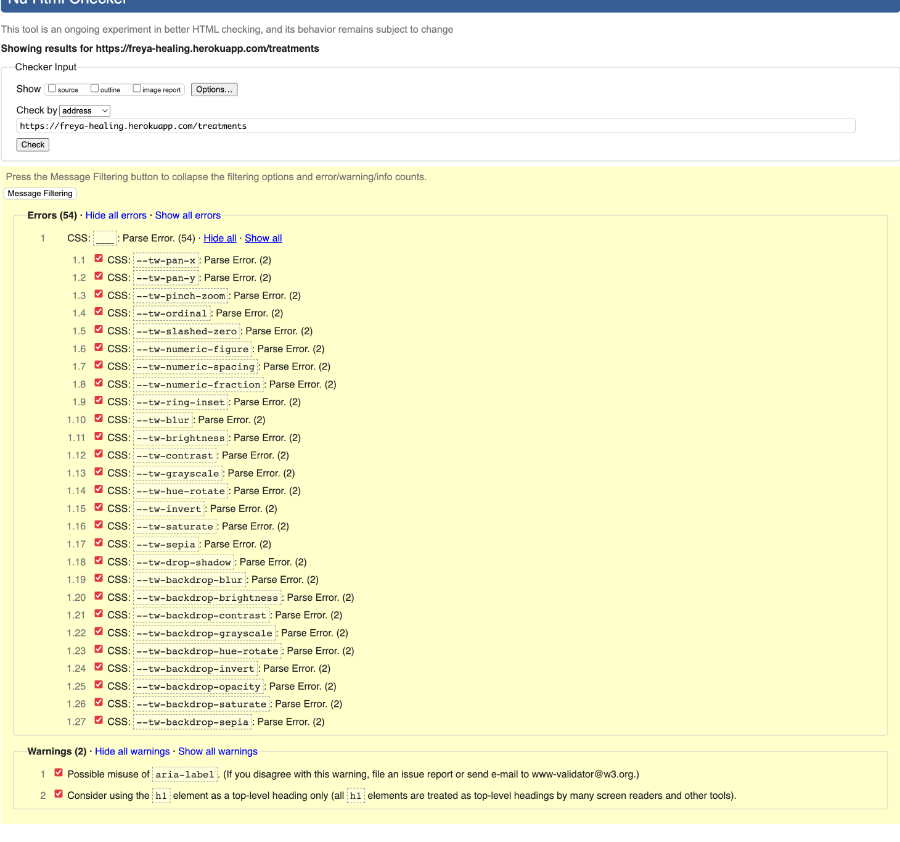 Nu Html Checker
This tool is an ongoing experiment in better HTML checking, and its behavior remains subject to change
Showing results for https://freya-healing.herokuapp.com/treatments
Checker Input
Show source outline image report Options...
Check by address
https://freya-healing.herokuapp.com/treatments
Check
Press the Message Filtering button to collapse the filtering options and error/warning/info counts.
Message Filtering
Errors (54) · Hide all errors · Show all errors
1 CSS: ____: Parse Error. (54) · Hide all · Show all
1.1 CSS: --tw-pan-x: Parse Error. (2)
1.2 CSS: --tw-pan-y: Parse Error. (2)
1.3 CSS: --tw-pinch-zoom: Parse Error. (2)
1.4 CSS: --tw-ordinal: Parse Error. (2)
1.5 CSS: --tw-slashed-zero: Parse Error. (2)
1.6 CSS: --tw-numeric-figure: Parse Error. (2)
1.7 CSS: --tw-numeric-spacing: Parse Error. (2)
1.8 CSS: --tw-numeric-fraction: Parse Error. (2)
1.9 CSS: --tw-ring-inset: Parse Error. (2)
1.10 CSS: --tw-blur: Parse Error. (2)
1.11 CSS: --tw-brightness: Parse Error. (2)
1.12 CSS: --tw-contrast: Parse Error. (2)
1.13 CSS: --tw-grayscale: Parse Error. (2)
1.14 CSS: --tw-hue-rotate: Parse Error. (2)
1.15 CSS: --tw-invert: Parse Error. (2)
1.16 CSS: --tw-saturate: Parse Error. (2)
1.17 CSS: --tw-sepia: Parse Error. (2)
1.18 CSS: --tw-drop-shadow: Parse Error. (2)
1.19 CSS: --tw-backdrop-blur: Parse Error. (2)
1.20 CSS: --tw-backdrop-brightness: Parse Error. (2)
1.21 CSS: --tw-backdrop-contrast: Parse Error. (2)
1.22 CSS: --tw-backdrop-grayscale: Parse Error. (2)
1.23 CSS: --tw-backdrop-hue-rotate: Parse Error. (2)
1.24 CSS: --tw-backdrop-invert: Parse Error. (2)
1.25 CSS: --tw-backdrop-opacity: Parse Error. (2)
1.26 CSS: --tw-backdrop-saturate: Parse Error. (2)
1.27 CSS: --tw-backdrop-sepia: Parse Error. (2)
Warnings (2) · Hide all warnings · Show all warnings
1 Possible misuse of aria-label. (If you disagree with this warning, file an issue report or send e-mail to www-validator@w3.org.)
2 Consider using the h1 element as a top-level heading only (all h1 elements are treated as top-level headings by many screen readers and other tools).